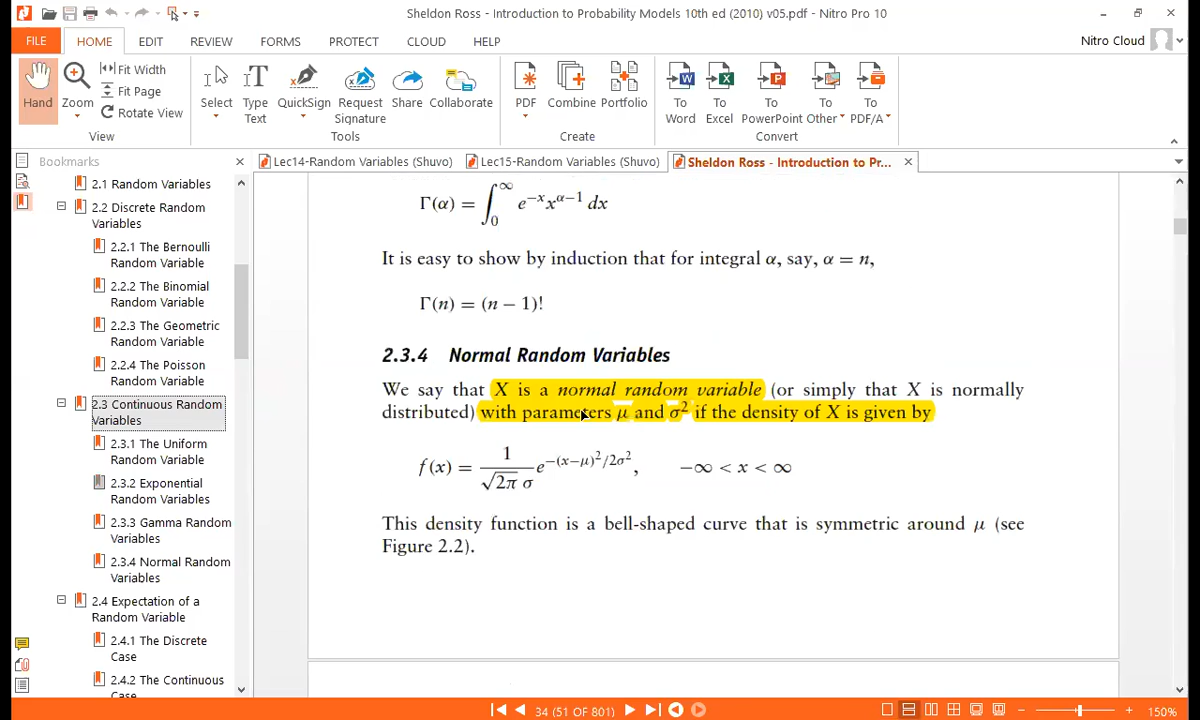 Sheldon Ross - Introduction to Probability Models 10th ed (2010) v05.pdf - Nitro Pro 10
FILE HOME EDIT REVIEW FORMS PROTECT CLOUD HELP Nitro Cloud
Hand
Zoom
Fit Width
Fit Page
Rotate View
View
Select
Type Text
QuickSign
Request Signature
Share
Collaborate
Tools
PDF
Combine
Portfolio
Create
To Word
To Excel
To PowerPoint
To Other
To PDF/A
Convert
Bookmarks
Lec14-Random Variables (Shuvo)
Lec15-Random Variables (Shuvo)
Sheldon Ross - Introduction to Pr...
2.1 Random Variables
2.2 Discrete Random
Variables
2.2.1 The Bernoulli
Random Variable
2.2.2 The Binomial
Random Variable
2.2.3 The Geometric
Random Variable
2.2.4 The Poisson
Random Variable
2.3 Continuous Random
Variables
2.3.1 The Uniform
Random Variable
2.3.2 Exponential
Random Variables
2.3.3 Gamma Random
Variables
2.3.4 Normal Random
Variables
2.4 Expectation of a
Random Variable
2.4.1 The Discrete
Case
2.4.2 The Continuous
Case
Γ(α) = ∫₀^∞ e^{−x} x^{α−1} dx
It is easy to show by induction that for integral α, say, α = n,
Γ(n) = (n − 1)!
2.3.4 Normal Random Variables
We say that X is a normal random variable (or simply that X is normally
distributed) with parameters μ and σ² if the density of X is given by
f(x) = 1/(√2π σ) e^{−(x−μ)²/2σ²}, −∞ < x < ∞
This density function is a bell-shaped curve that is symmetric around μ (see
Figure 2.2).
34 (51 OF 801)
150%